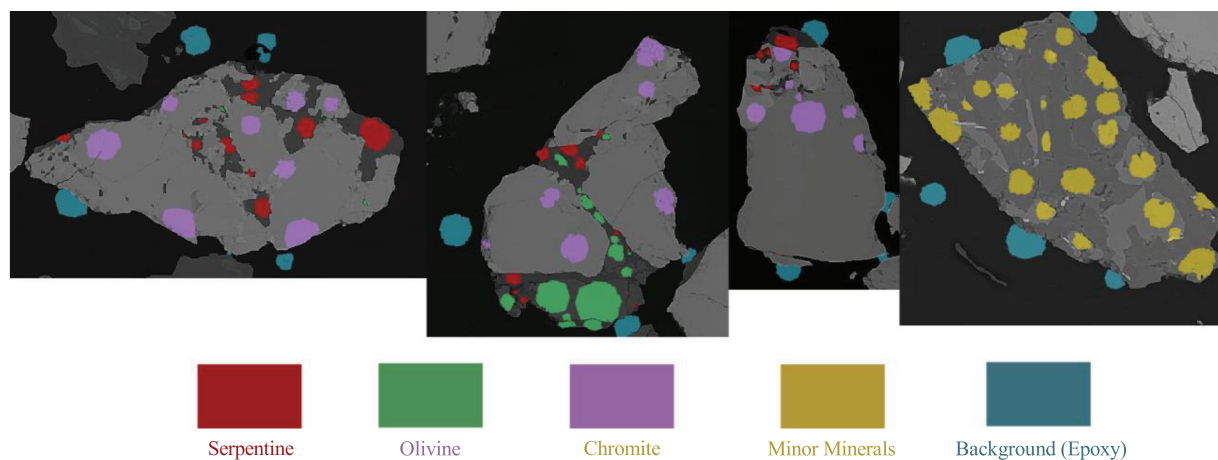 Serpentine
Olivine
Chromite
Minor Minerals
Background (Epoxy)